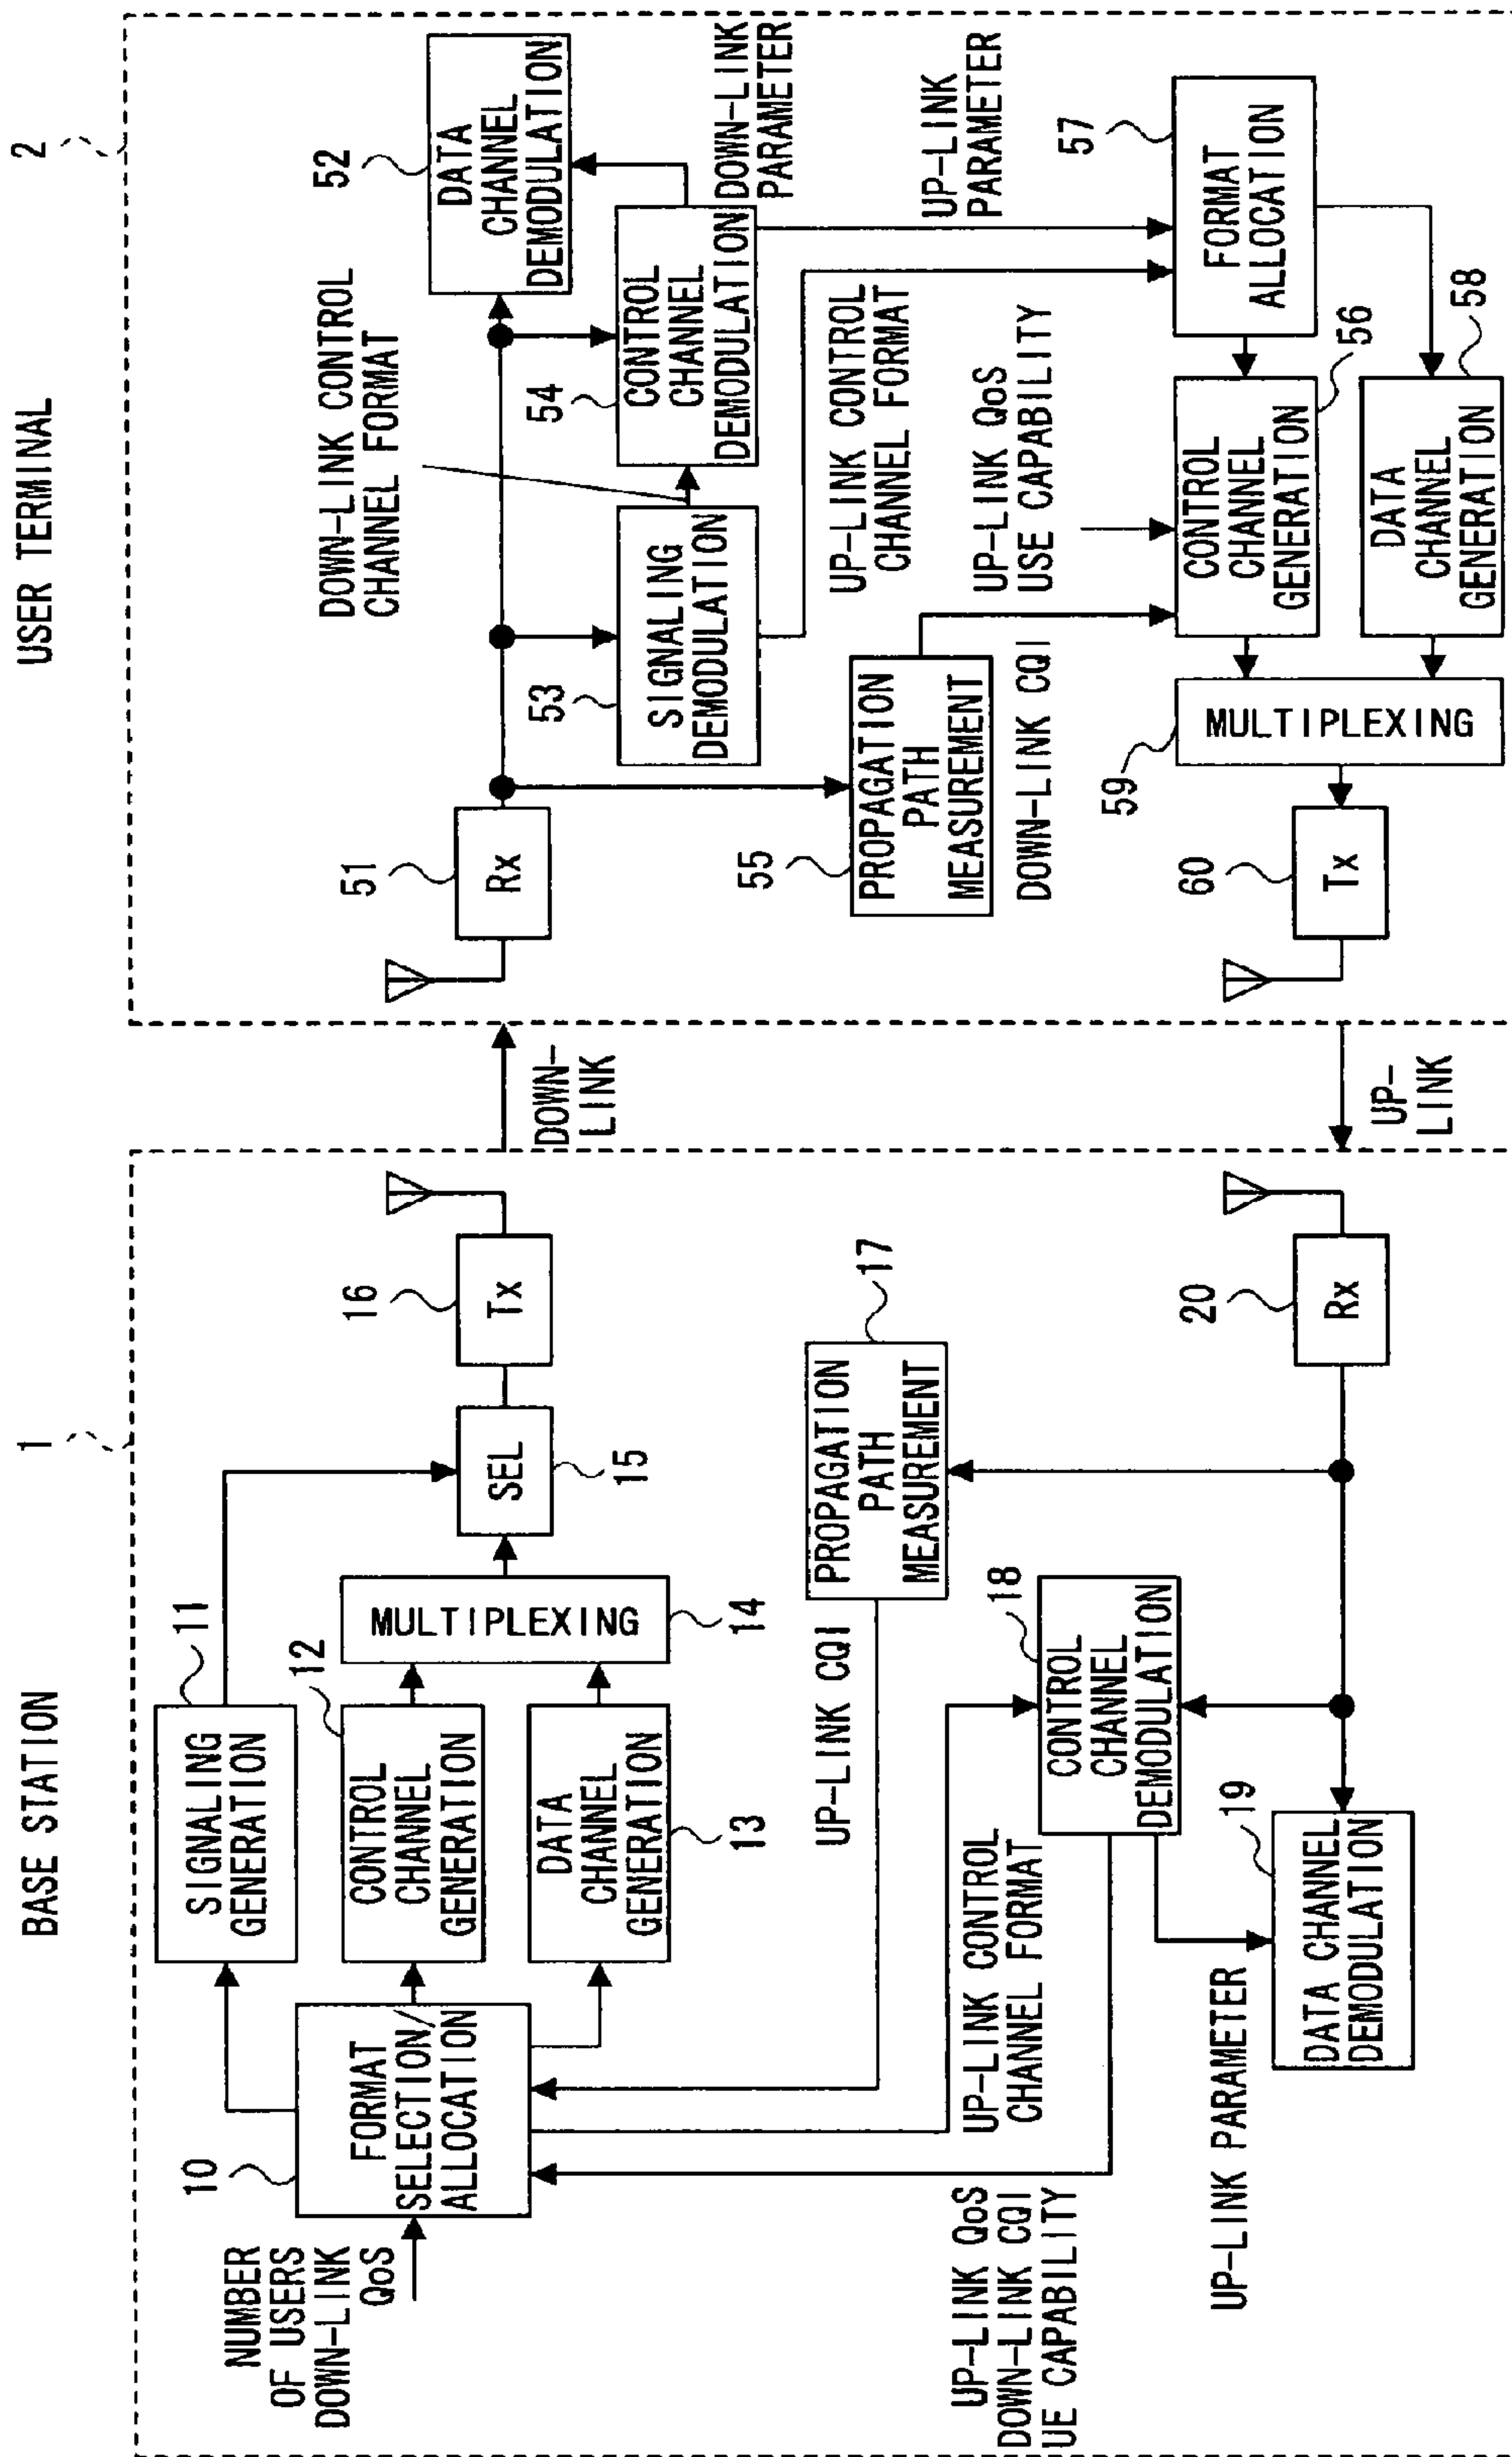 BASE STATION
USER TERMINAL
1
2
NUMBER
OF USERS
DOWN-LINK
QoS
10
FORMAT
SELECTION/
ALLOCATION
11
SIGNALING
GENERATION
12
CONTROL
CHANNEL
GENERATION
DATA
CHANNEL
GENERATION
13
MULTIPLEXING
14
SEL
15
16
Tx
17
PROPAGATION
PATH
MEASUREMENT
UP-LINK CQI
18
CONTROL
CHANNEL
DEMODULATION
UP-LINK CONTROL
CHANNEL FORMAT
UP-LINK QoS
DOWN-LINK CQI
UE CAPABILITY
UP-LINK PARAMETER
19
DATA CHANNEL
DEMODULATION
20
Rx
DOWN-
LINK
UP-
LINK
51
Rx
DOWN-LINK CONTROL
CHANNEL FORMAT
52
DATA
CHANNEL
DEMODULATION
53
SIGNALING
DEMODULATION
54
CONTROL
CHANNEL
DEMODULATION
DOWN-LINK
PARAMETER
UP-LINK
PARAMETER
55
PROPAGATION
PATH
MEASUREMENT
DOWN-LINK CQI
UP-LINK CONTROL
CHANNEL FORMAT
UP-LINK QoS
USE CAPABILITY
57
FORMAT
ALLOCATION
CONTROL
CHANNEL
GENERATION
56
DATA
CHANNEL
GENERATION
58
MULTIPLEXING
59
60
Tx